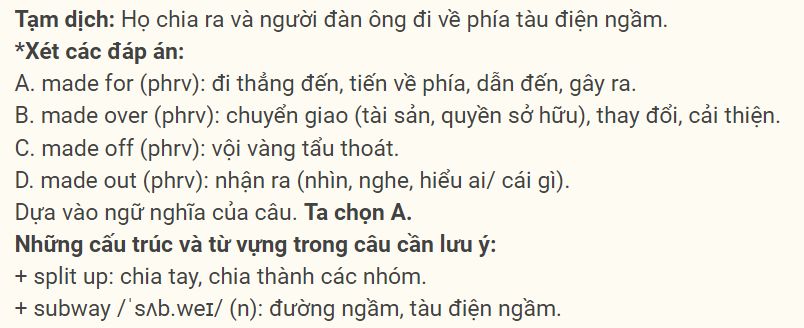 Tạm dịch: Họ chia ra và người đàn ông đi về phía tàu điện ngầm.
*Xét các đáp án:
A. made for (phrv): đi thẳng đến, tiến về phía, dẫn đến, gây ra.
B. made over (phrv): chuyển giao (tài sản, quyền sở hữu), thay đổi, cải thiện.
C. made off (phrv): vội vàng tẩu thoát.
D. made out (phrv): nhận ra (nhìn, nghe, hiểu ai/ cái gì).
Dựa vào ngữ nghĩa của câu. Ta chọn A.
Những cấu trúc và từ vựng trong câu cần lưu ý:
+ split up: chia tay, chia thành các nhóm.
+ subway /ˈsʌb.weɪ/ (n): đường ngầm, tàu điện ngầm.